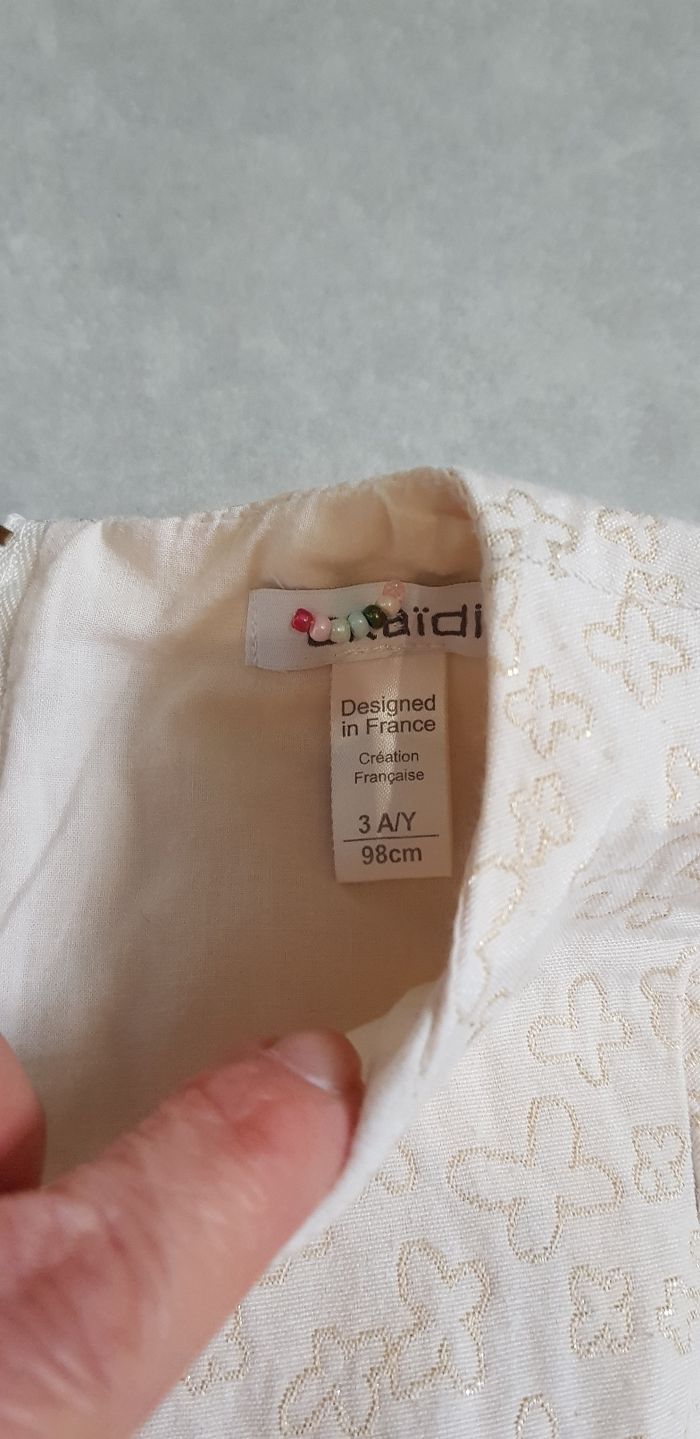 Designed
in France
Création
Française
3 A/Y
98cm